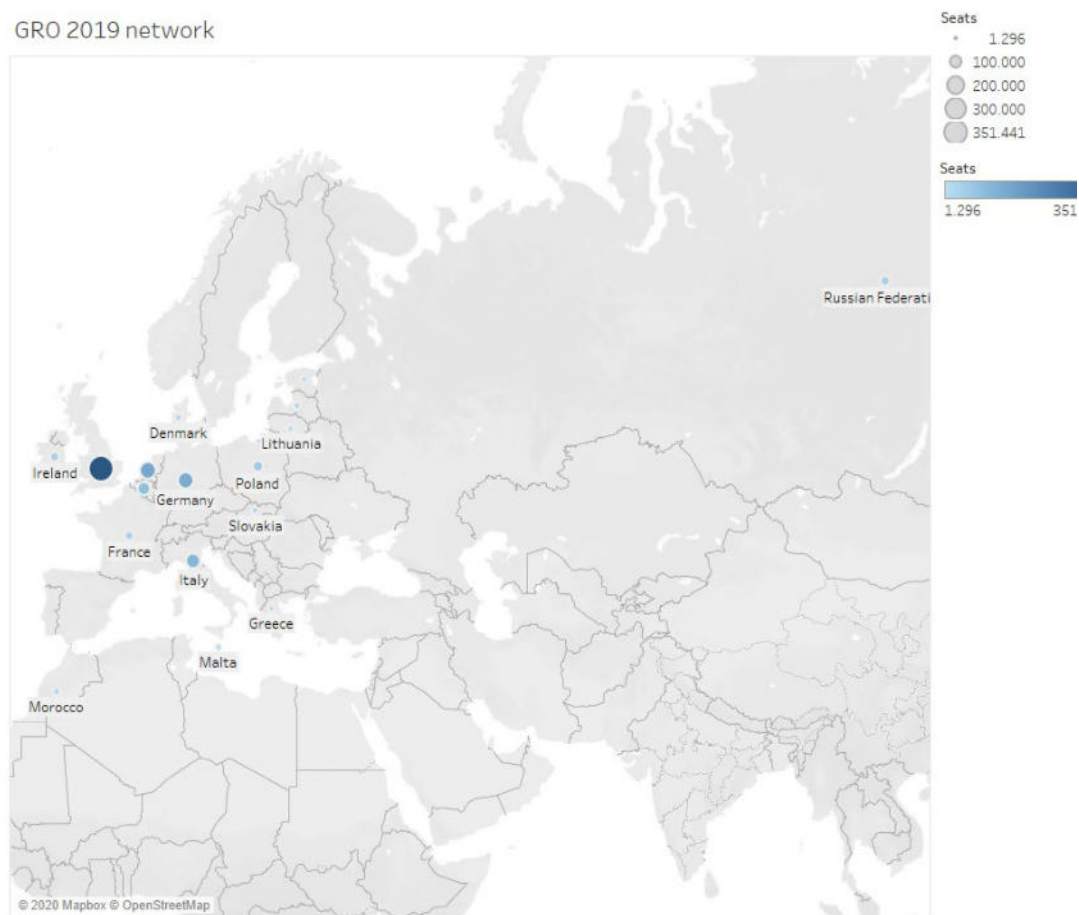 GRO 2019 network
Seats
1.296
100.000
200.000
300.000
351.441
Seats
1.296 351
Russian Federati
Denmark
Lithuania
Ireland
Poland
Germany
Slovakia
France
Italy
Greece
Malta
Morocco
© 2020 Mapbox © OpenStreetMap